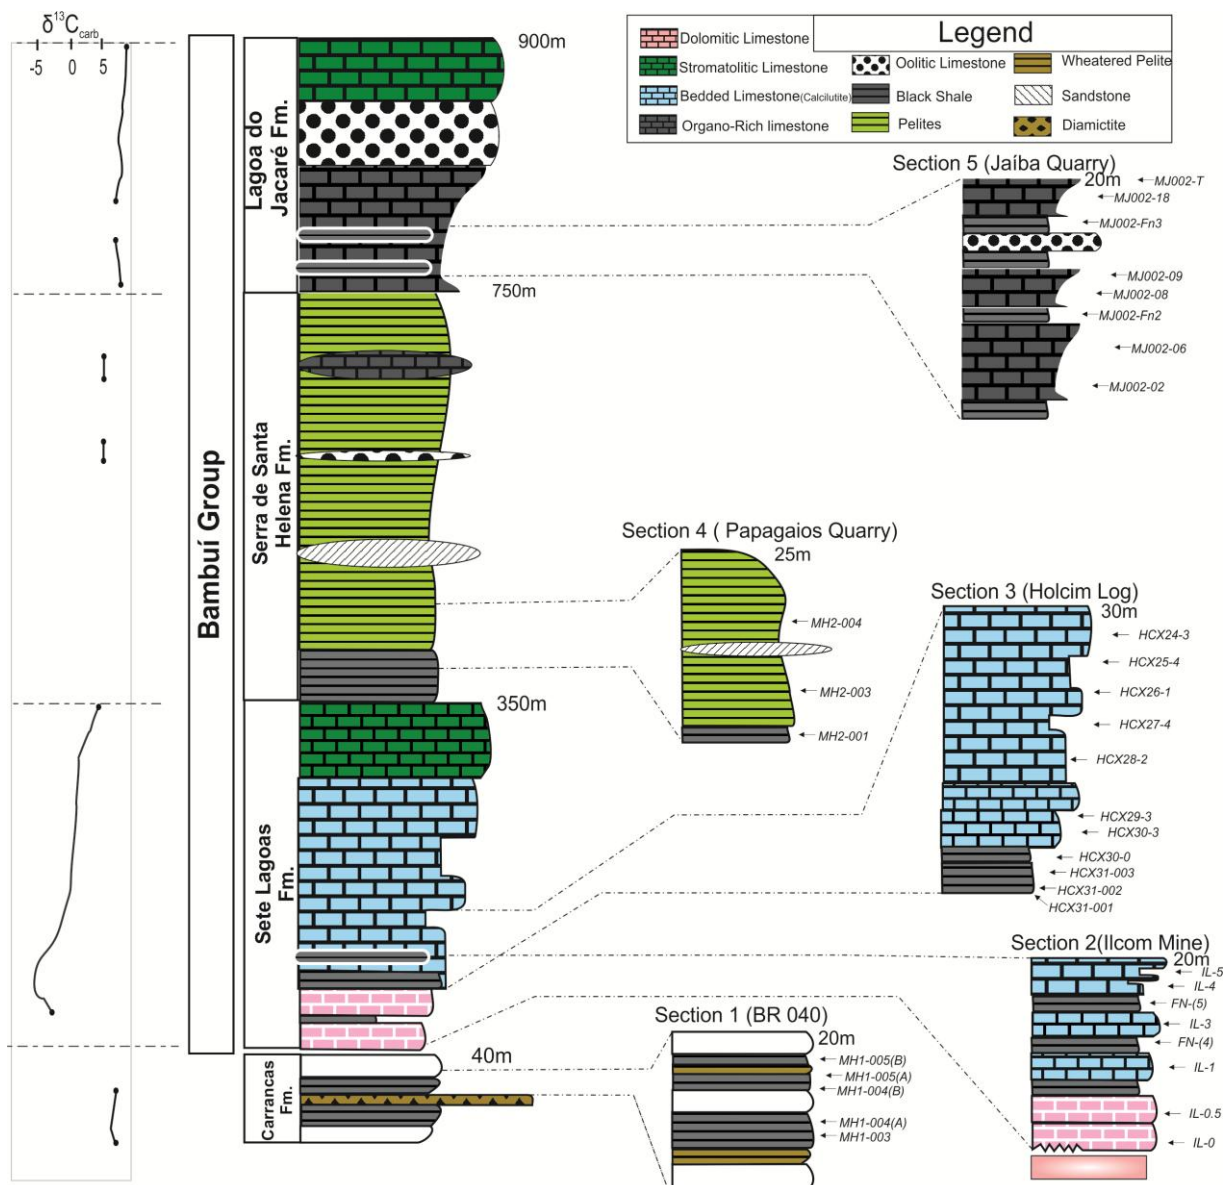 δ13Ccarb
-5 0 5
Bambuí Group
Lagoa do
Jacaré Fm.
Serra de Santa
Helena Fm.
Sete Lagoas
Fm.
Carrancas
Fm.
900m
750m
350m
40m
Legend
Dolomitic Limestone
Stromatolitic Limestone
Bedded Limestone(Calcilutite)
Organo-Rich limestone
Oolitic Limestone
Black Shale
Pelites
Wheatered Pelite
Sandstone
Diamictite
Section 5 (Jaíba Quarry)
20m
MJ002-T
MJ002-18
MJ002-Fn3
MJ002-09
MJ002-08
MJ002-Fn2
MJ002-06
MJ002-02
Section 4 ( Papagaios Quarry)
25m
MH2-004
MH2-003
MH2-001
Section 3 (Holcim Log)
30m
HCX24-3
HCX25-4
HCX26-1
HCX27-4
HCX28-2
HCX29-3
HCX30-3
HCX30-0
HCX31-003
HCX31-002
HCX31-001
Section 2(Ilcom Mine)
20m
IL-5
IL-4
FN-(5)
IL-3
FN-(4)
IL-1
IL-0.5
IL-0
Section 1 (BR 040)
20m
MH1-005(B)
MH1-005(A)
MH1-004(B)
MH1-004(A)
MH1-003